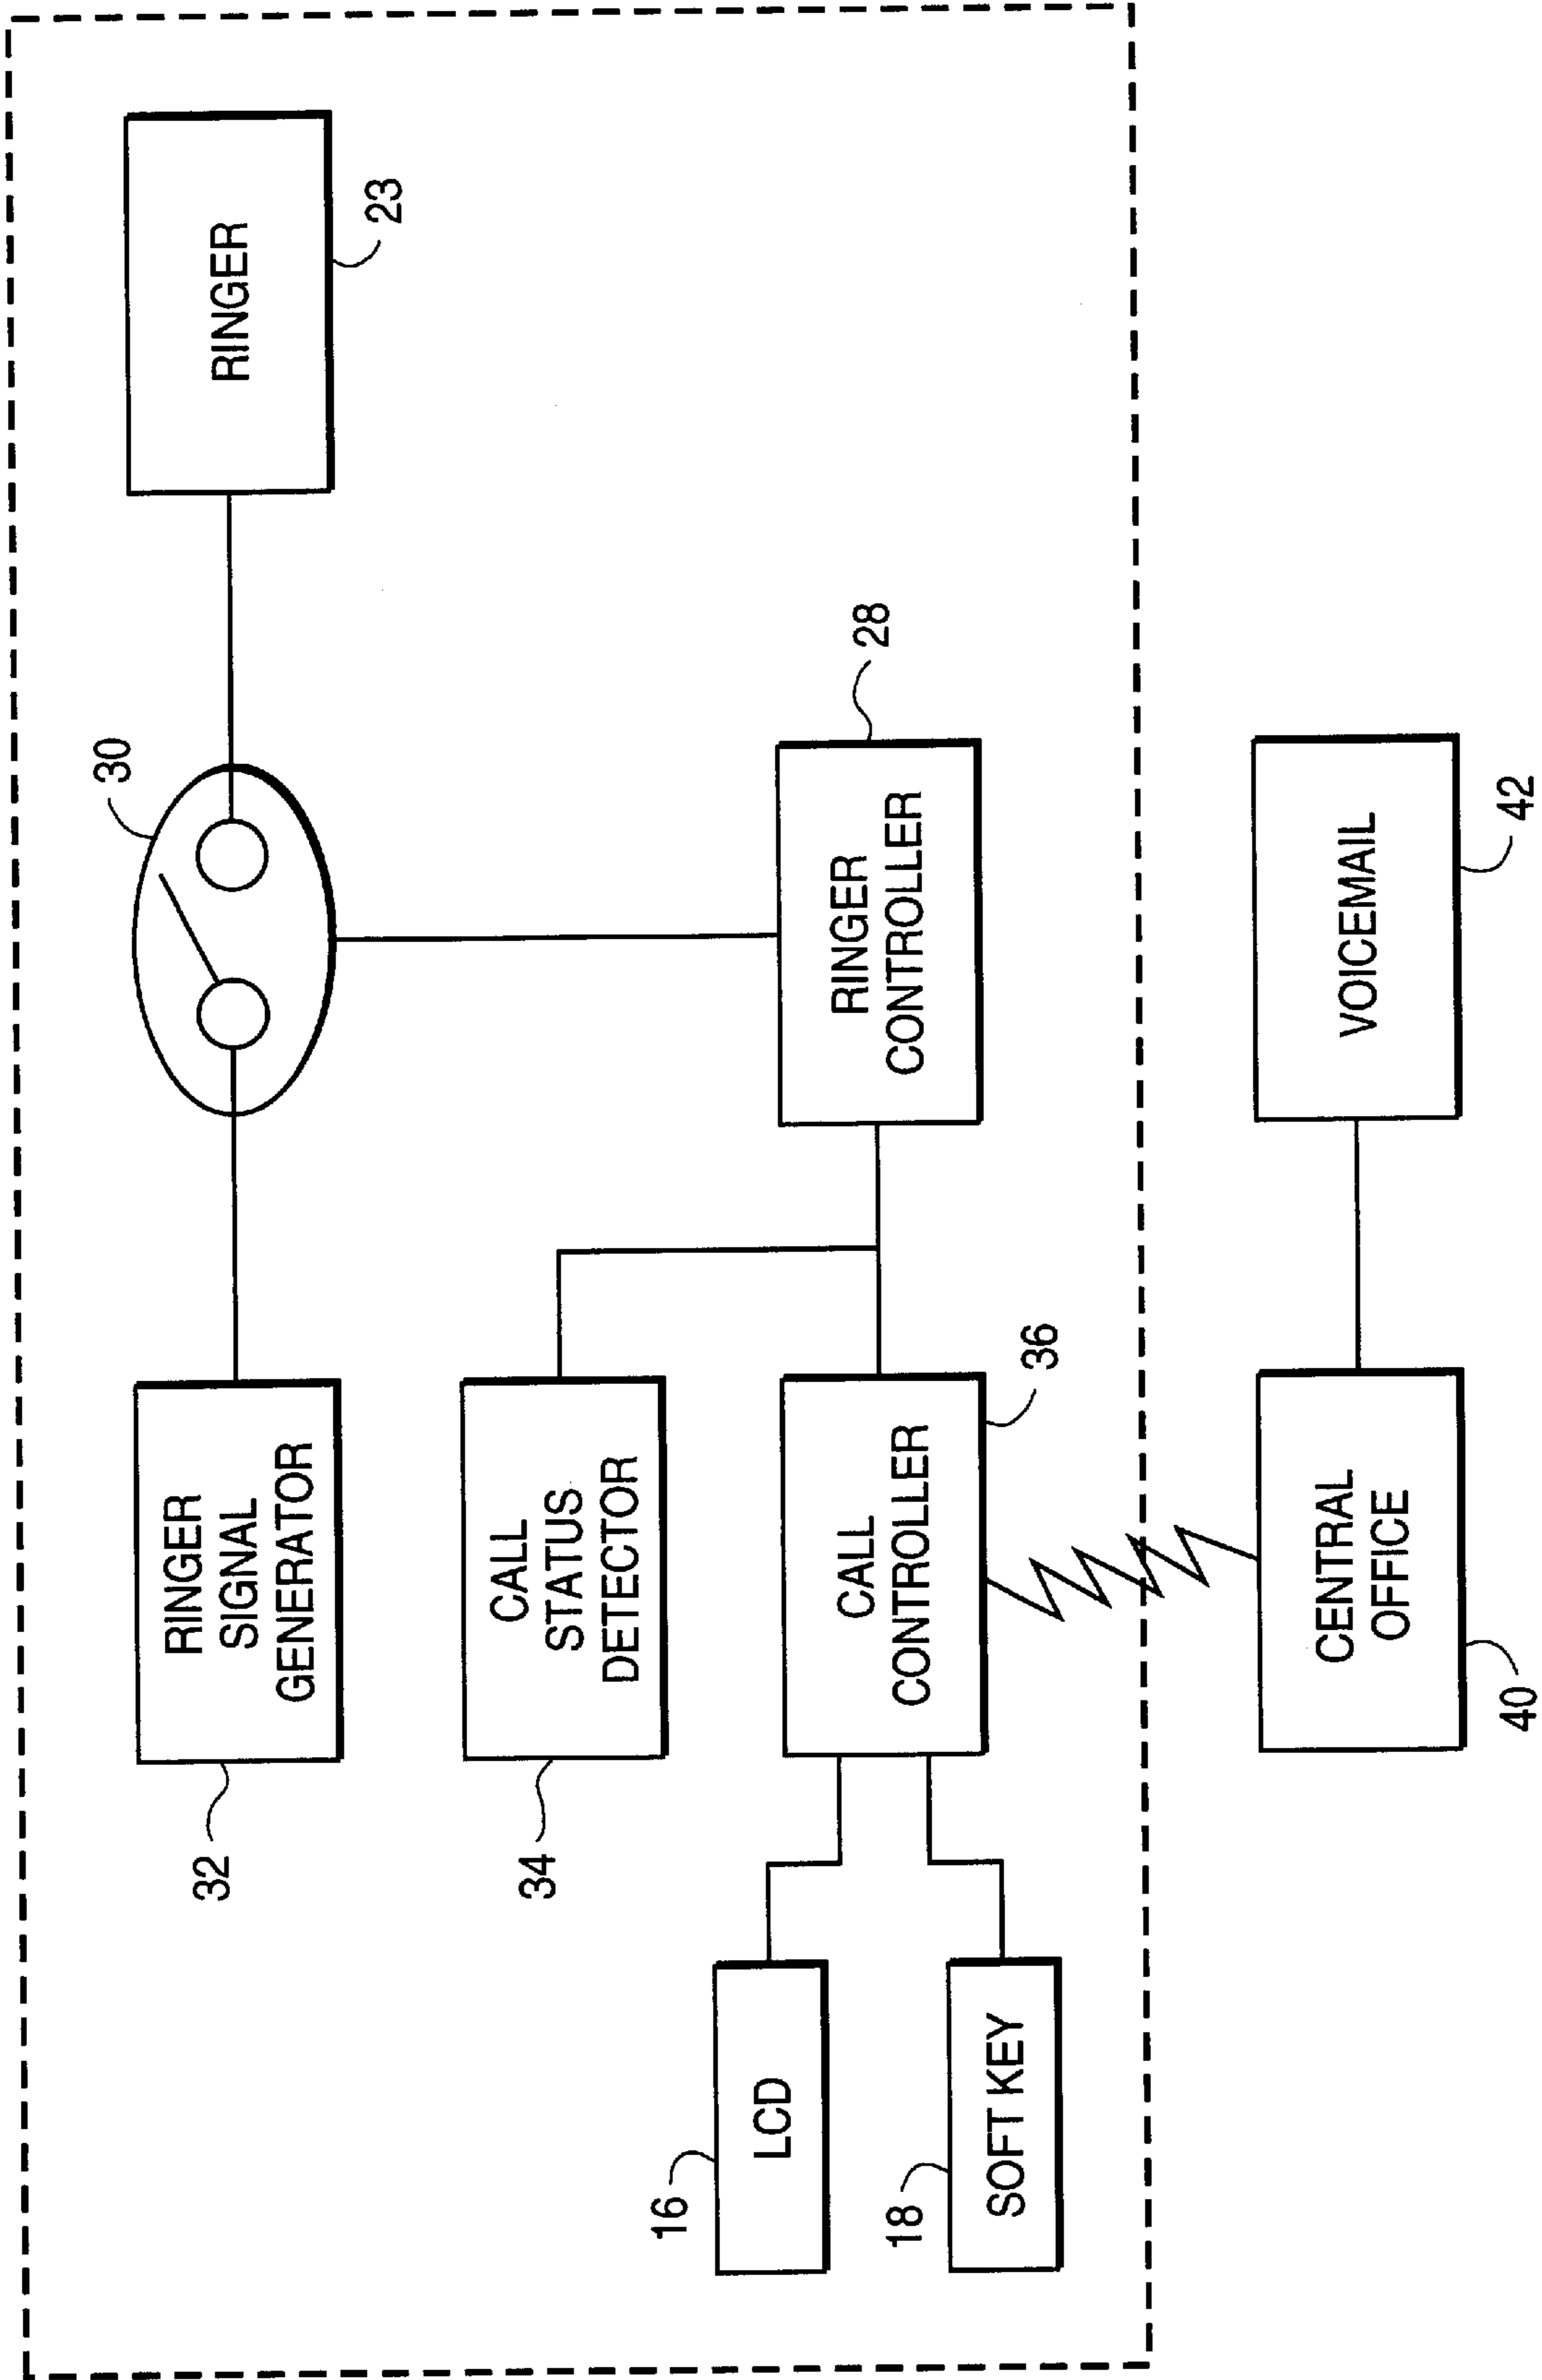 30
RINGER
23
RINGER
SIGNAL
GENERATOR
32
CALL
STATUS
DETECTOR
34
28
RINGER
CONTROLLER
16
LCD
CALL
CONTROLLER
36
18
SOFT KEY
CENTRAL
OFFICE
40
VOICEMAIL
42